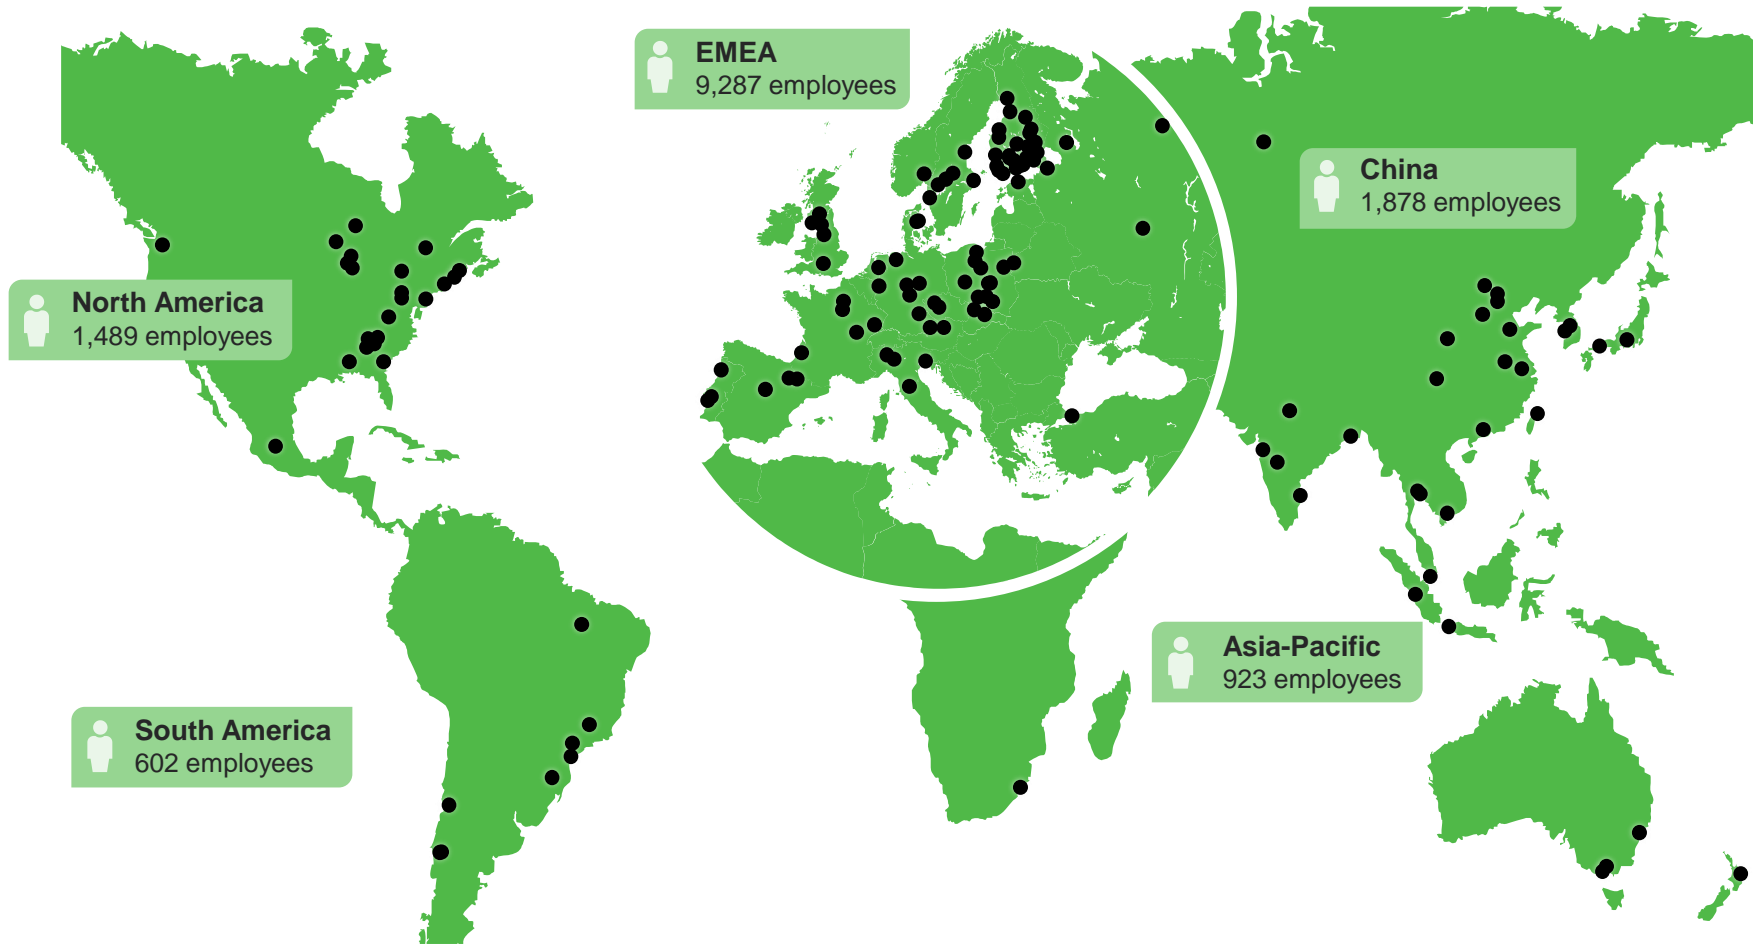 EMEA
9,287 employees
China
1,878 employees
North America
1,489 employees
Asia-Pacific
923 employees
South America
602 employees